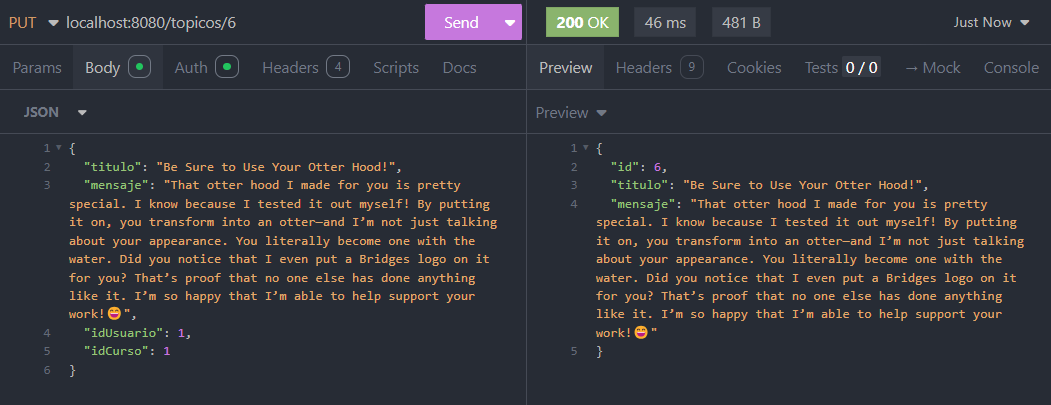 PUT localhost:8080/topicos/6 Send
200 OK 46 ms 481 B Just Now
Params Body Auth Headers 4 Scripts Docs
Preview Headers 9 Cookies Tests 0 / 0 → Mock Console
JSON
Preview
1 {
2 "titulo": "Be Sure to Use Your Otter Hood!",
3 "mensaje": "That otter hood I made for you is pretty
special. I know because I tested it out myself! By putting
it on, you transform into an otter—and I’m not just talking
about your appearance. You literally become one with the
water. Did you notice that I even put a Bridges logo on it
for you? That’s proof that no one else has done anything
like it. I’m so happy that I’m able to help support your
work!😄",
4 "idUsuario": 1,
5 "idCurso": 1
6 }
1 {
2 "id": 6,
3 "titulo": "Be Sure to Use Your Otter Hood!",
4 "mensaje": "That otter hood I made for you is pretty
special. I know because I tested it out myself! By putting
it on, you transform into an otter—and I’m not just talking
about your appearance. You literally become one with the
water. Did you notice that I even put a Bridges logo on it
for you? That’s proof that no one else has done anything
like it. I’m so happy that I’m able to help support your
work!😄"
5 }